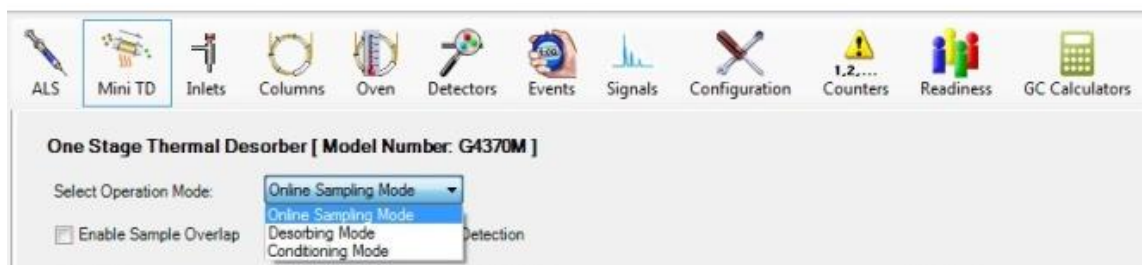 ALS Mini TD Inlets Columns Oven Detectors Events Signals Configuration 1,2,... Counters Readiness GC Calculators
One Stage Thermal Desorber [ Model Number: G4370M ]
Select Operation Mode: Online Sampling Mode
Online Sampling Mode
Enable Sample Overlap Desorbing Mode Detection
Conditioning Mode